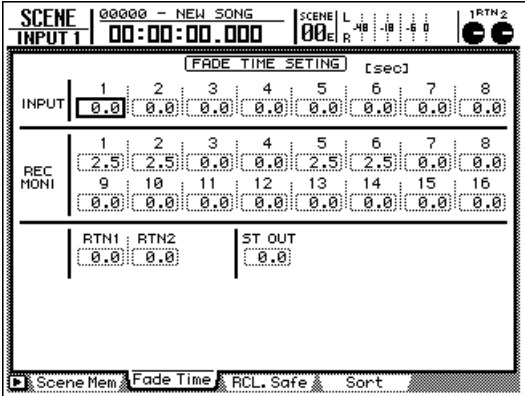 SCENE 00000 - NEW SONG SCENE L 1RTN2
INPUT 1 00:00:00.000 00E R -48 -18 -6 0
FADE TIME SETING [sec]
1 2 3 4 5 6 7 8
INPUT 0.0 0.0 0.0 0.0 0.0 0.0 0.0 0.0
1 2 3 4 5 6 7 8
REC MONI 2.5 2.5 0.0 0.0 2.5 2.5 0.0 0.0
9 10 11 12 13 14 15 16
0.0 0.0 0.0 0.0 0.0 0.0 0.0 0.0
RTN1 RTN2 ST OUT
0.0 0.0 0.0
Scene Mem Fade Time RCL. Safe Sort